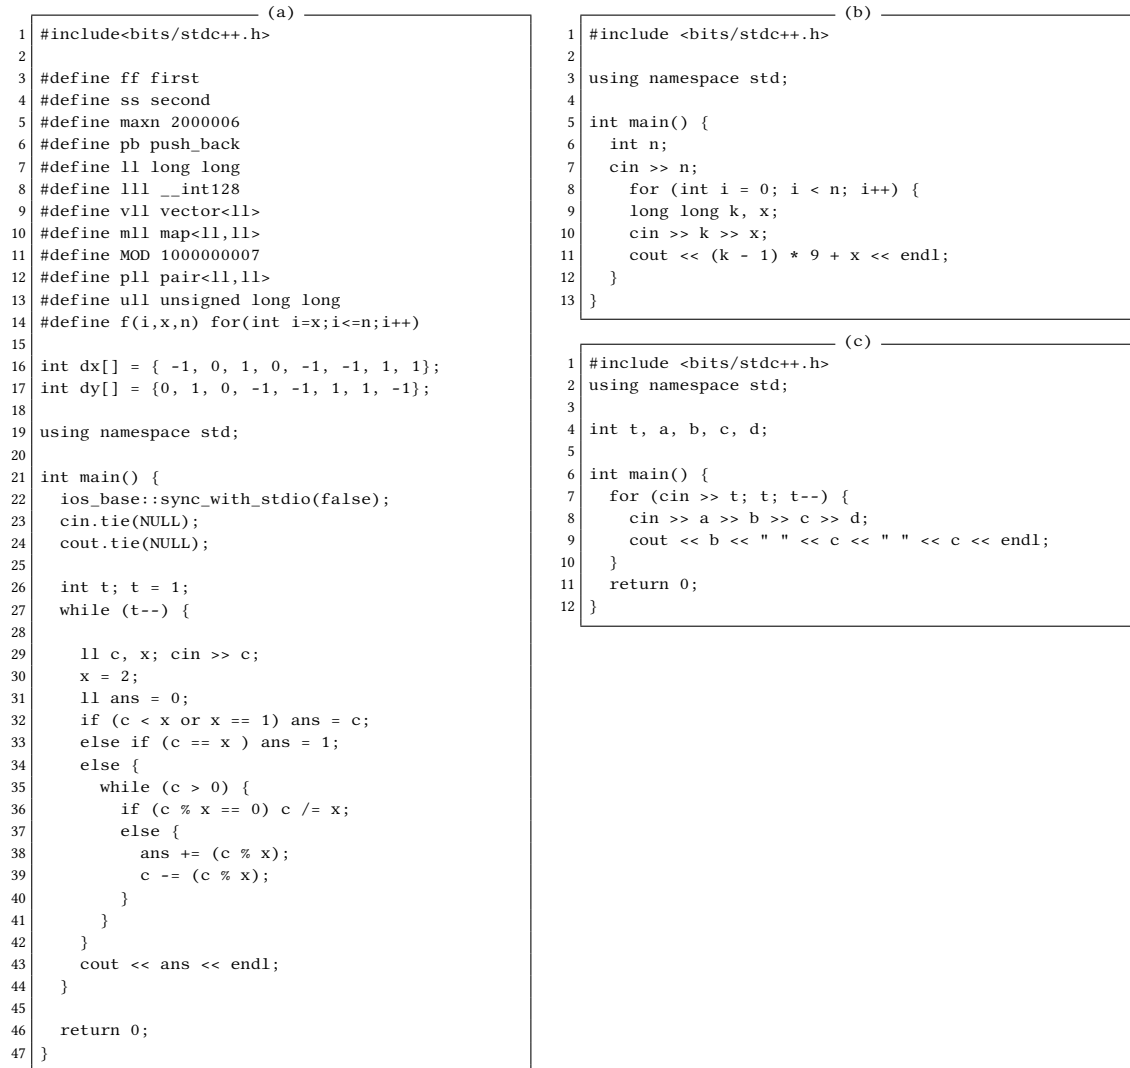 (a)
1 #include<bits/stdc++.h>
2
3 #define ff first
4 #define ss second
5 #define maxn 2000006
6 #define pb push_back
7 #define ll long long
8 #define lll __int128
9 #define vll vector<ll>
10 #define mll map<ll,ll>
11 #define MOD 1000000007
12 #define pll pair<ll,ll>
13 #define ull unsigned long long
14 #define f(i,x,n) for(int i=x;i<=n;i++)
15
16 int dx[] = { -1, 0, 1, 0, -1, -1, 1, 1};
17 int dy[] = {0, 1, 0, -1, -1, 1, 1, -1};
18
19 using namespace std;
20
21 int main() {
22   ios_base::sync_with_stdio(false);
23   cin.tie(NULL);
24   cout.tie(NULL);
25
26   int t; t = 1;
27   while (t--) {
28
29     ll c, x; cin >> c;
30     x = 2;
31     ll ans = 0;
32     if (c < x or x == 1) ans = c;
33     else if (c == x ) ans = 1;
34     else {
35       while (c > 0) {
36         if (c % x == 0) c /= x;
37         else {
38           ans += (c % x);
39           c -= (c % x);
40         }
41       }
42     }
43     cout << ans << endl;
44   }
45
46   return 0;
47 }
(b)
1 #include <bits/stdc++.h>
2
3 using namespace std;
4
5 int main() {
6   int n;
7   cin >> n;
8     for (int i = 0; i < n; i++) {
9     long long k, x;
10     cin >> k >> x;
11     cout << (k - 1) * 9 + x << endl;
12   }
13 }
(c)
1 #include <bits/stdc++.h>
2 using namespace std;
3
4 int t, a, b, c, d;
5
6 int main() {
7   for (cin >> t; t; t--) {
8     cin >> a >> b >> c >> d;
9     cout << b << " " << c << " " << c << endl;
10   }
11   return 0;
12 }